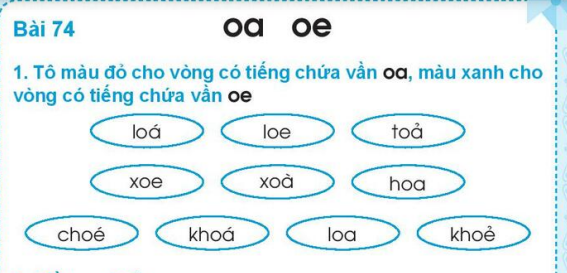 Bài 74
oa oe
1. Tô màu đỏ cho vòng có tiếng chứa vần oa, màu xanh cho
vòng có tiếng chứa vần oe
loá loe toả
xoe xoà hoa
choé khoá loa khoẻ